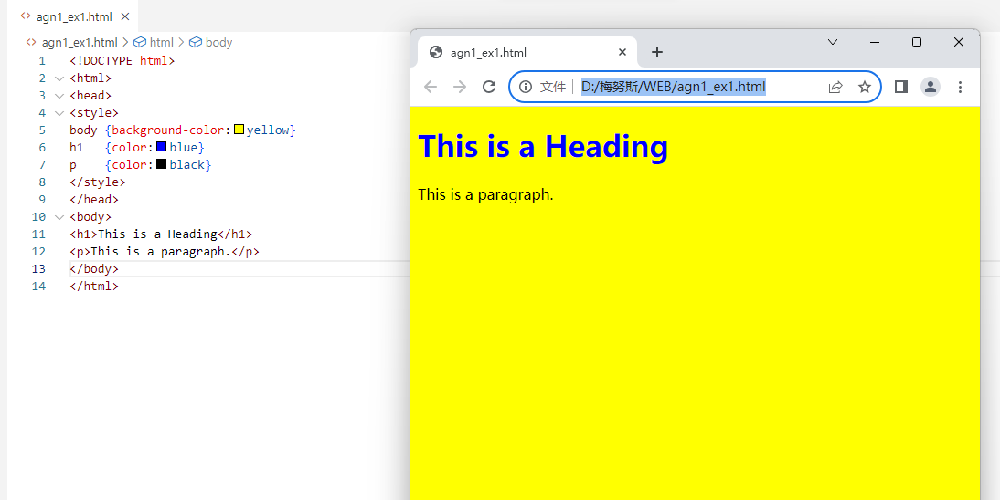 agn1_ex1.html
agn1_ex1.html > html > body
1 <!DOCTYPE html>
2 <html>
3 <head>
4 <style>
5 body {background-color:yellow}
6 h1   {color:blue}
7 p    {color:black}
8 </style>
9 </head>
10 <body>
11 <h1>This is a Heading</h1>
12 <p>This is a paragraph.</p>
13 </body>
14 </html>
agn1_ex1.html
文件 | D:/梅努斯/WEB/agn1_ex1.html
This is a Heading
This is a paragraph.